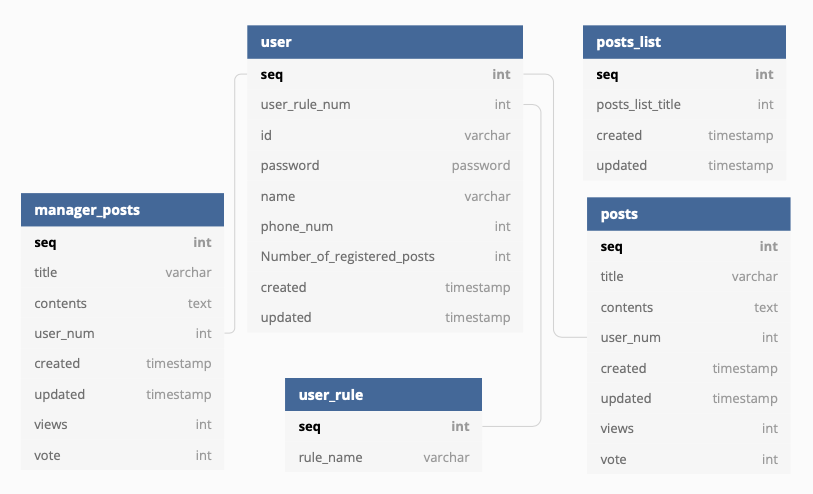 user
seq int
user_rule_num int
id varchar
password password
name varchar
phone_num int
Number_of_registered_posts int
created timestamp
updated timestamp
posts_list
seq int
posts_list_title int
created timestamp
updated timestamp
manager_posts
seq int
title varchar
contents text
user_num int
created timestamp
updated timestamp
views int
vote int
posts
seq int
title varchar
contents text
user_num int
created timestamp
updated timestamp
views int
vote int
user_rule
seq int
rule_name varchar